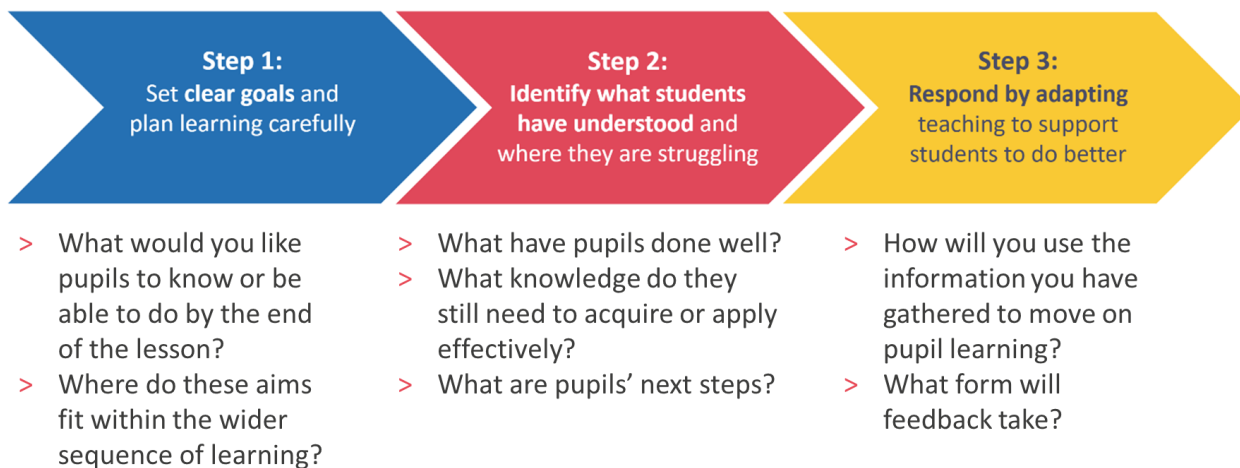 Step 1:
Set clear goals and
plan learning carefully
> What would you like
pupils to know or be
able to do by the end
of the lesson?
> Where do these aims
fit within the wider
sequence of learning?
Step 2:
Identify what students
have understood and
where they are struggling
> What have pupils done well?
> What knowledge do they
still need to acquire or apply
effectively?
> What are pupils’ next steps?
Step 3:
Respond by adapting
teaching to support
students to do better
> How will you use the
information you have
gathered to move on
pupil learning?
> What form will
feedback take?